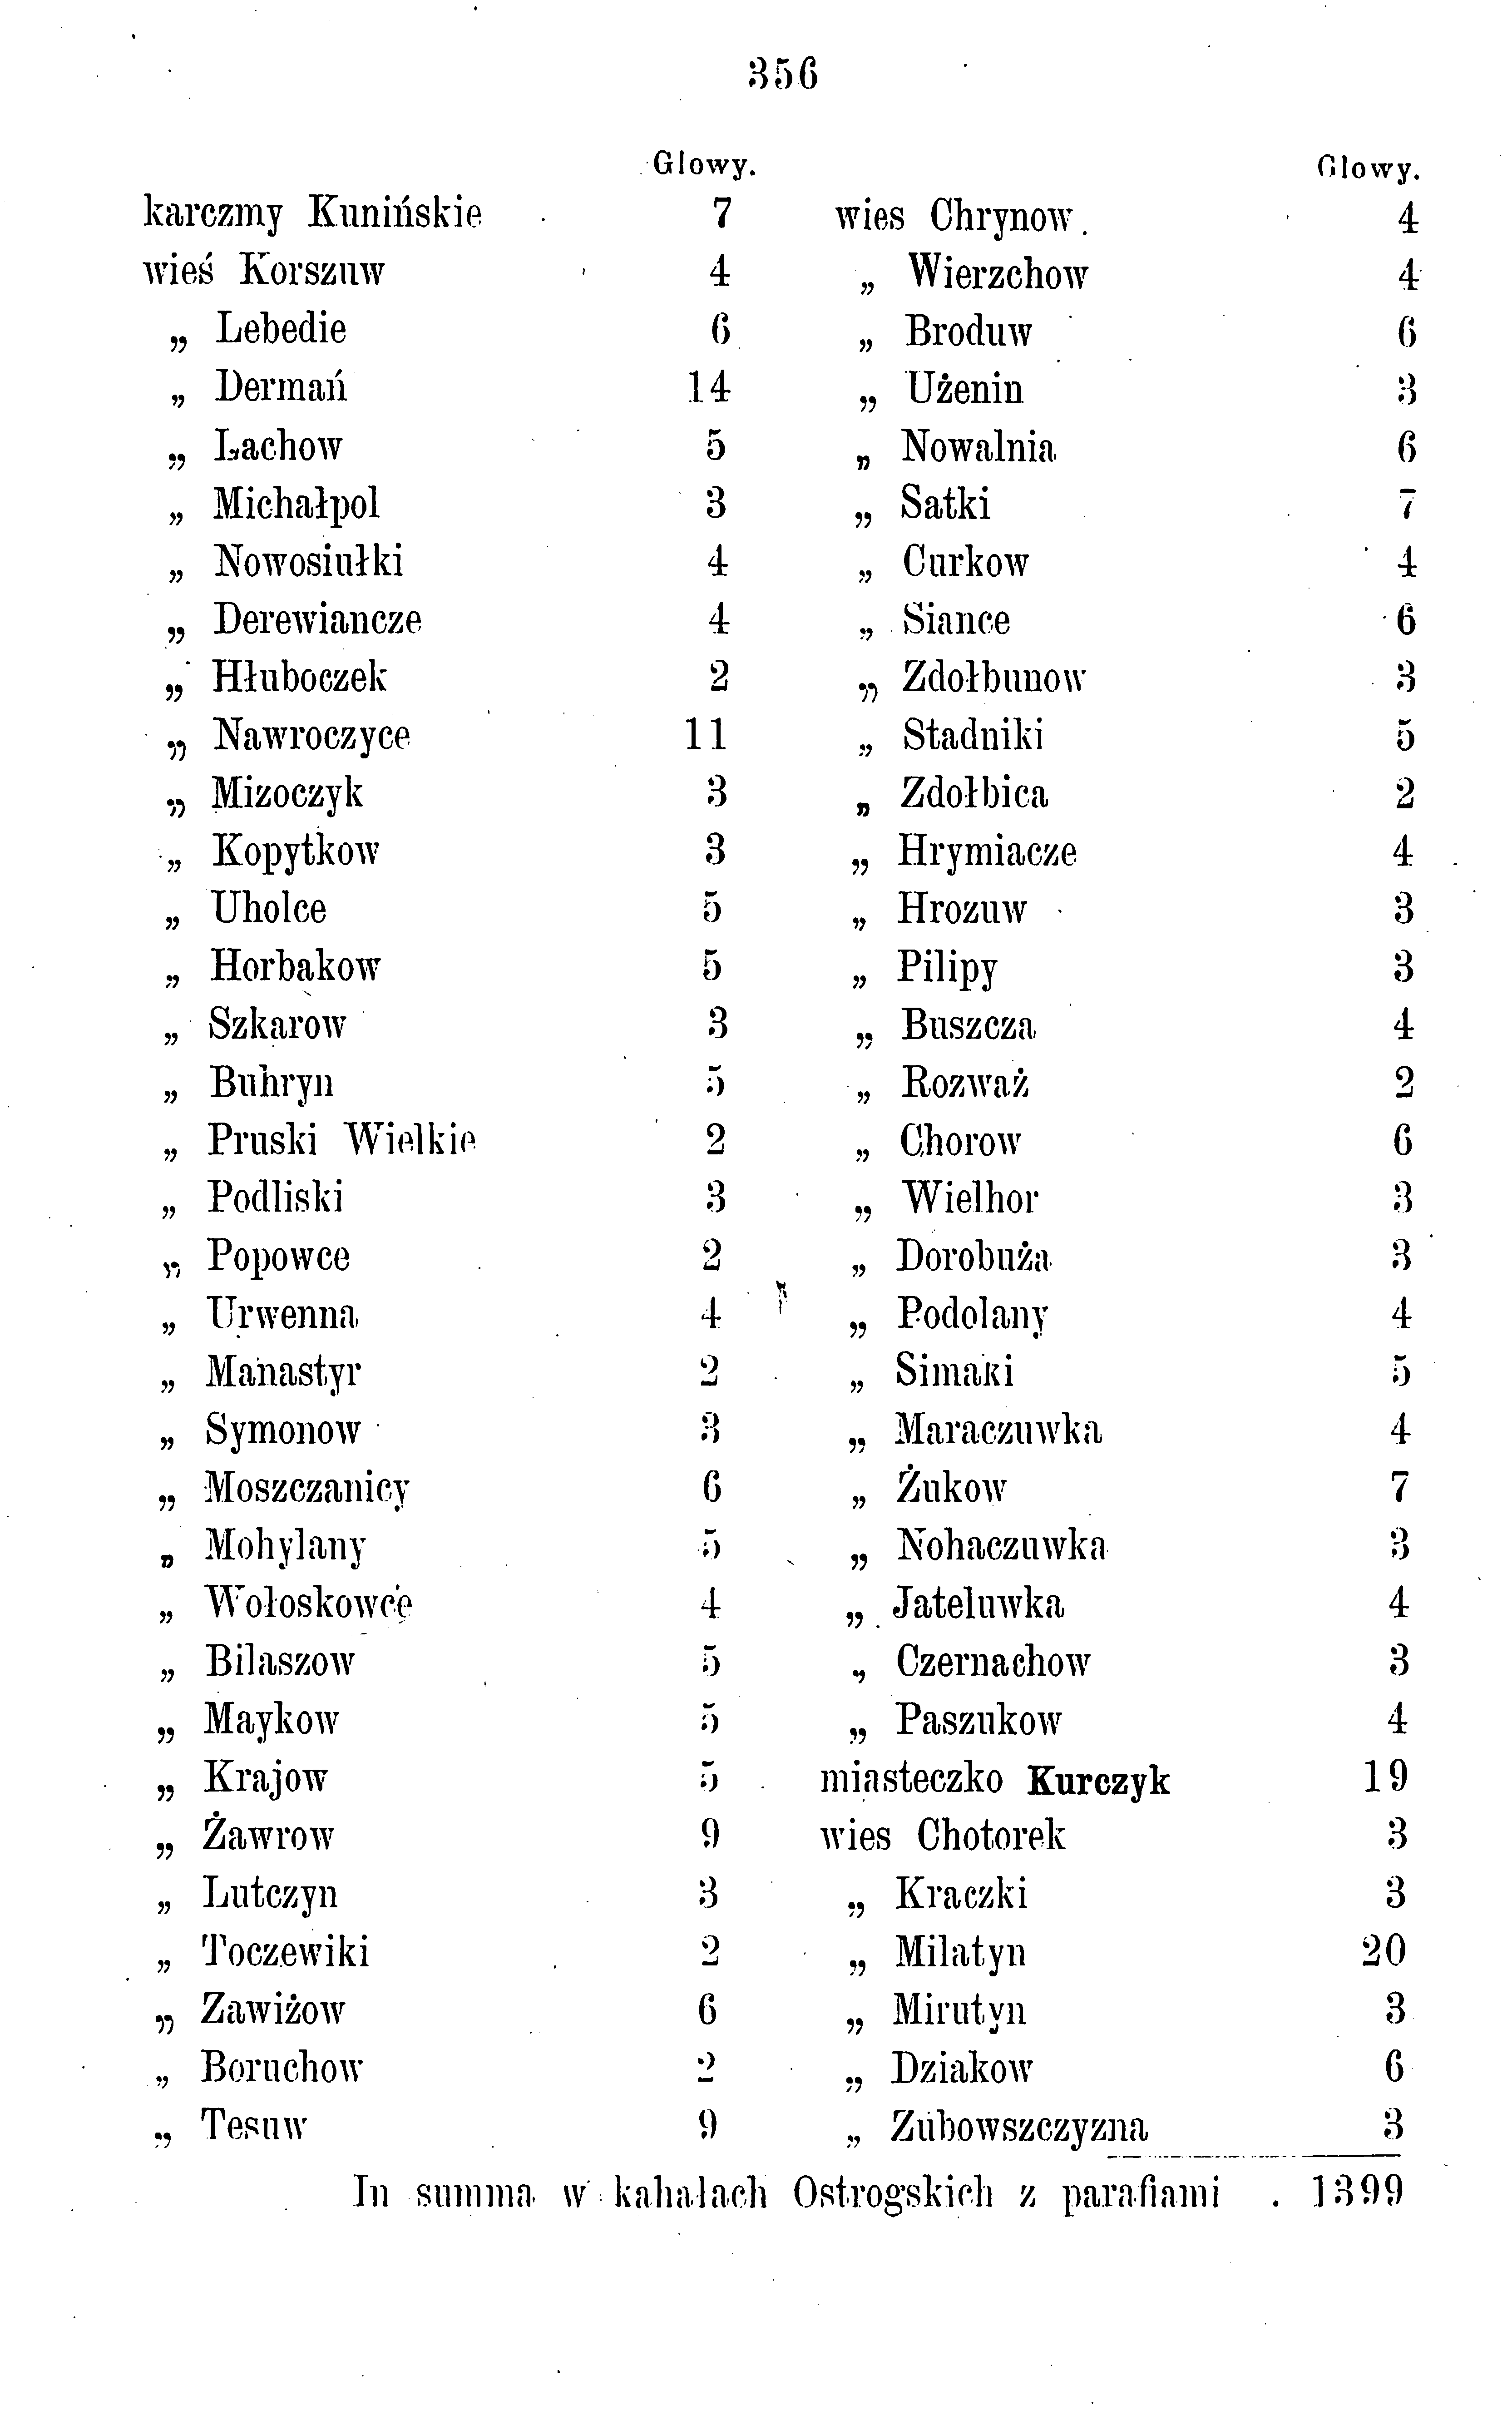 356
Glowy.
karczmy Kunińskie 7
wieś Korszuw 4
„ Lebedie 6
„ Dermań 14
„ Lachow 5
„ Michałpol 3
„ Nowosiułki 4
„ Derewiancze 4
„ Hłuboczek 2
„ Nawroczyce 11
„ Mizoczyk 3
„ Kopytkow 3
„ Uholce 5
„ Horbakow 5
„ Szkarow 3
„ Buhryn 5
„ Pruski Wielkie 2
„ Podliski 3
„ Popowce 2
„ Urwenna 4
„ Manastyr 2
„ Symonow 3
„ Moszczanicy 6
„ Mohylany 5
„ Wołoskowce 4
„ Bilaszow 5
„ Maykow 5
„ Krajow 5
„ Żawrow 9
„ Lutczyn 3
„ Toczewiki 2
„ Zawiżow 6
„ Boruchow 2
„ Tesuw 9
Glowy.
wies Chrynow. 4
„ Wierzchow 4
„ Broduw 6
„ Użenin 3
„ Nowalnia 6
„ Satki 7
„ Curkow 4
„ Siance 6
„ Zdołbunow 3
„ Stadniki 5
„ Zdołbica 2
„ Hrymiacze 4
„ Hrozuw 3
„ Pilipy 3
„ Buszcza 4
„ Rozważ 2
„ Chorow 6
„ Wielhor 3
„ Dorobuża 3
„ Podolany 4
„ Simaki 5
„ Maraczuwka 4
„ Żukow 7
„ Nohaczuwka 3
„ Jateluwka 4
„ Czernachow 3
„ Paszukow 4
miasteczko Kurczyk 19
wies Chotorek 3
„ Kraczki 3
„ Milatyn 20
„ Mirutyn 3
„ Dziakow 6
„ Zubowszczyzna 3
In summa w kahalach Ostrogskich z parafiami . 1399